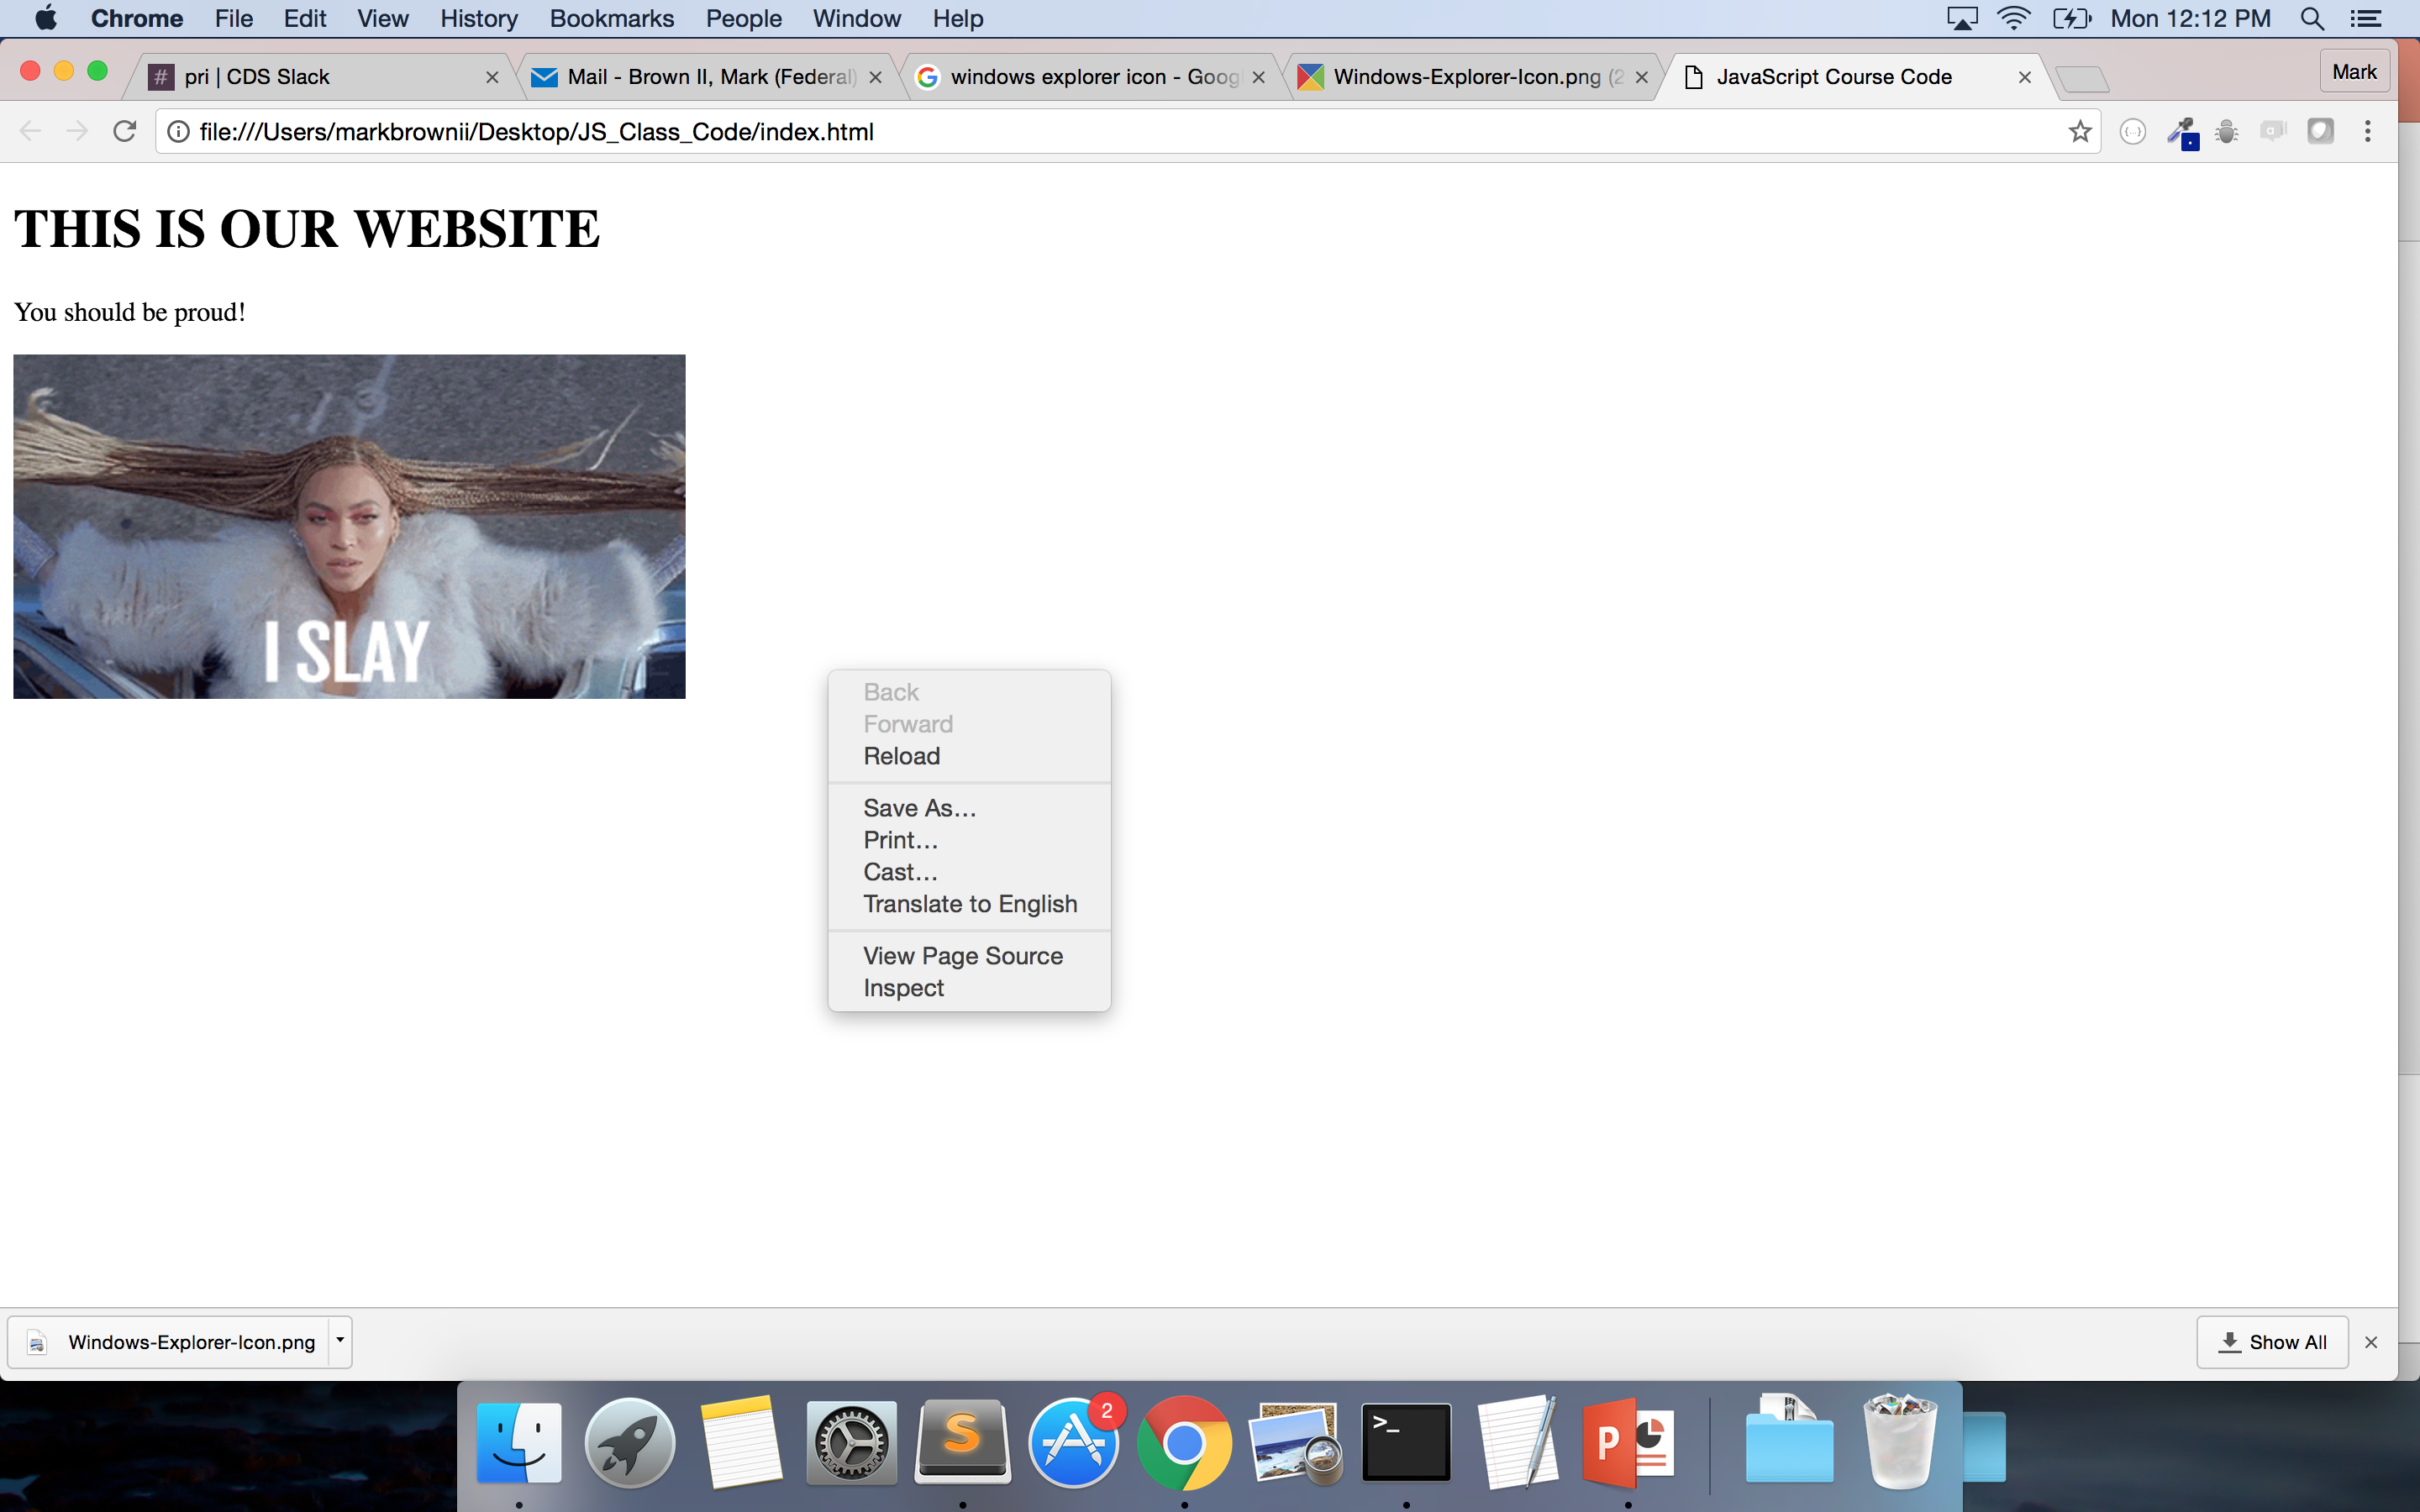 Chrome File Edit View History Bookmarks People Window Help Mon 12:12 PM
# pri | CDS Slack
Mail - Brown II, Mark (Federal)
windows explorer icon - Goog
Windows-Explorer-Icon.png (2
JavaScript Course Code
Mark
file:///Users/markbrownii/Desktop/JS_Class_Code/index.html
THIS IS OUR WEBSITE
You should be proud!
I SLAY
Back
Forward
Reload
Save As...
Print...
Cast...
Translate to English
View Page Source
Inspect
Windows-Explorer-Icon.png
Show All
S
2
>_
P